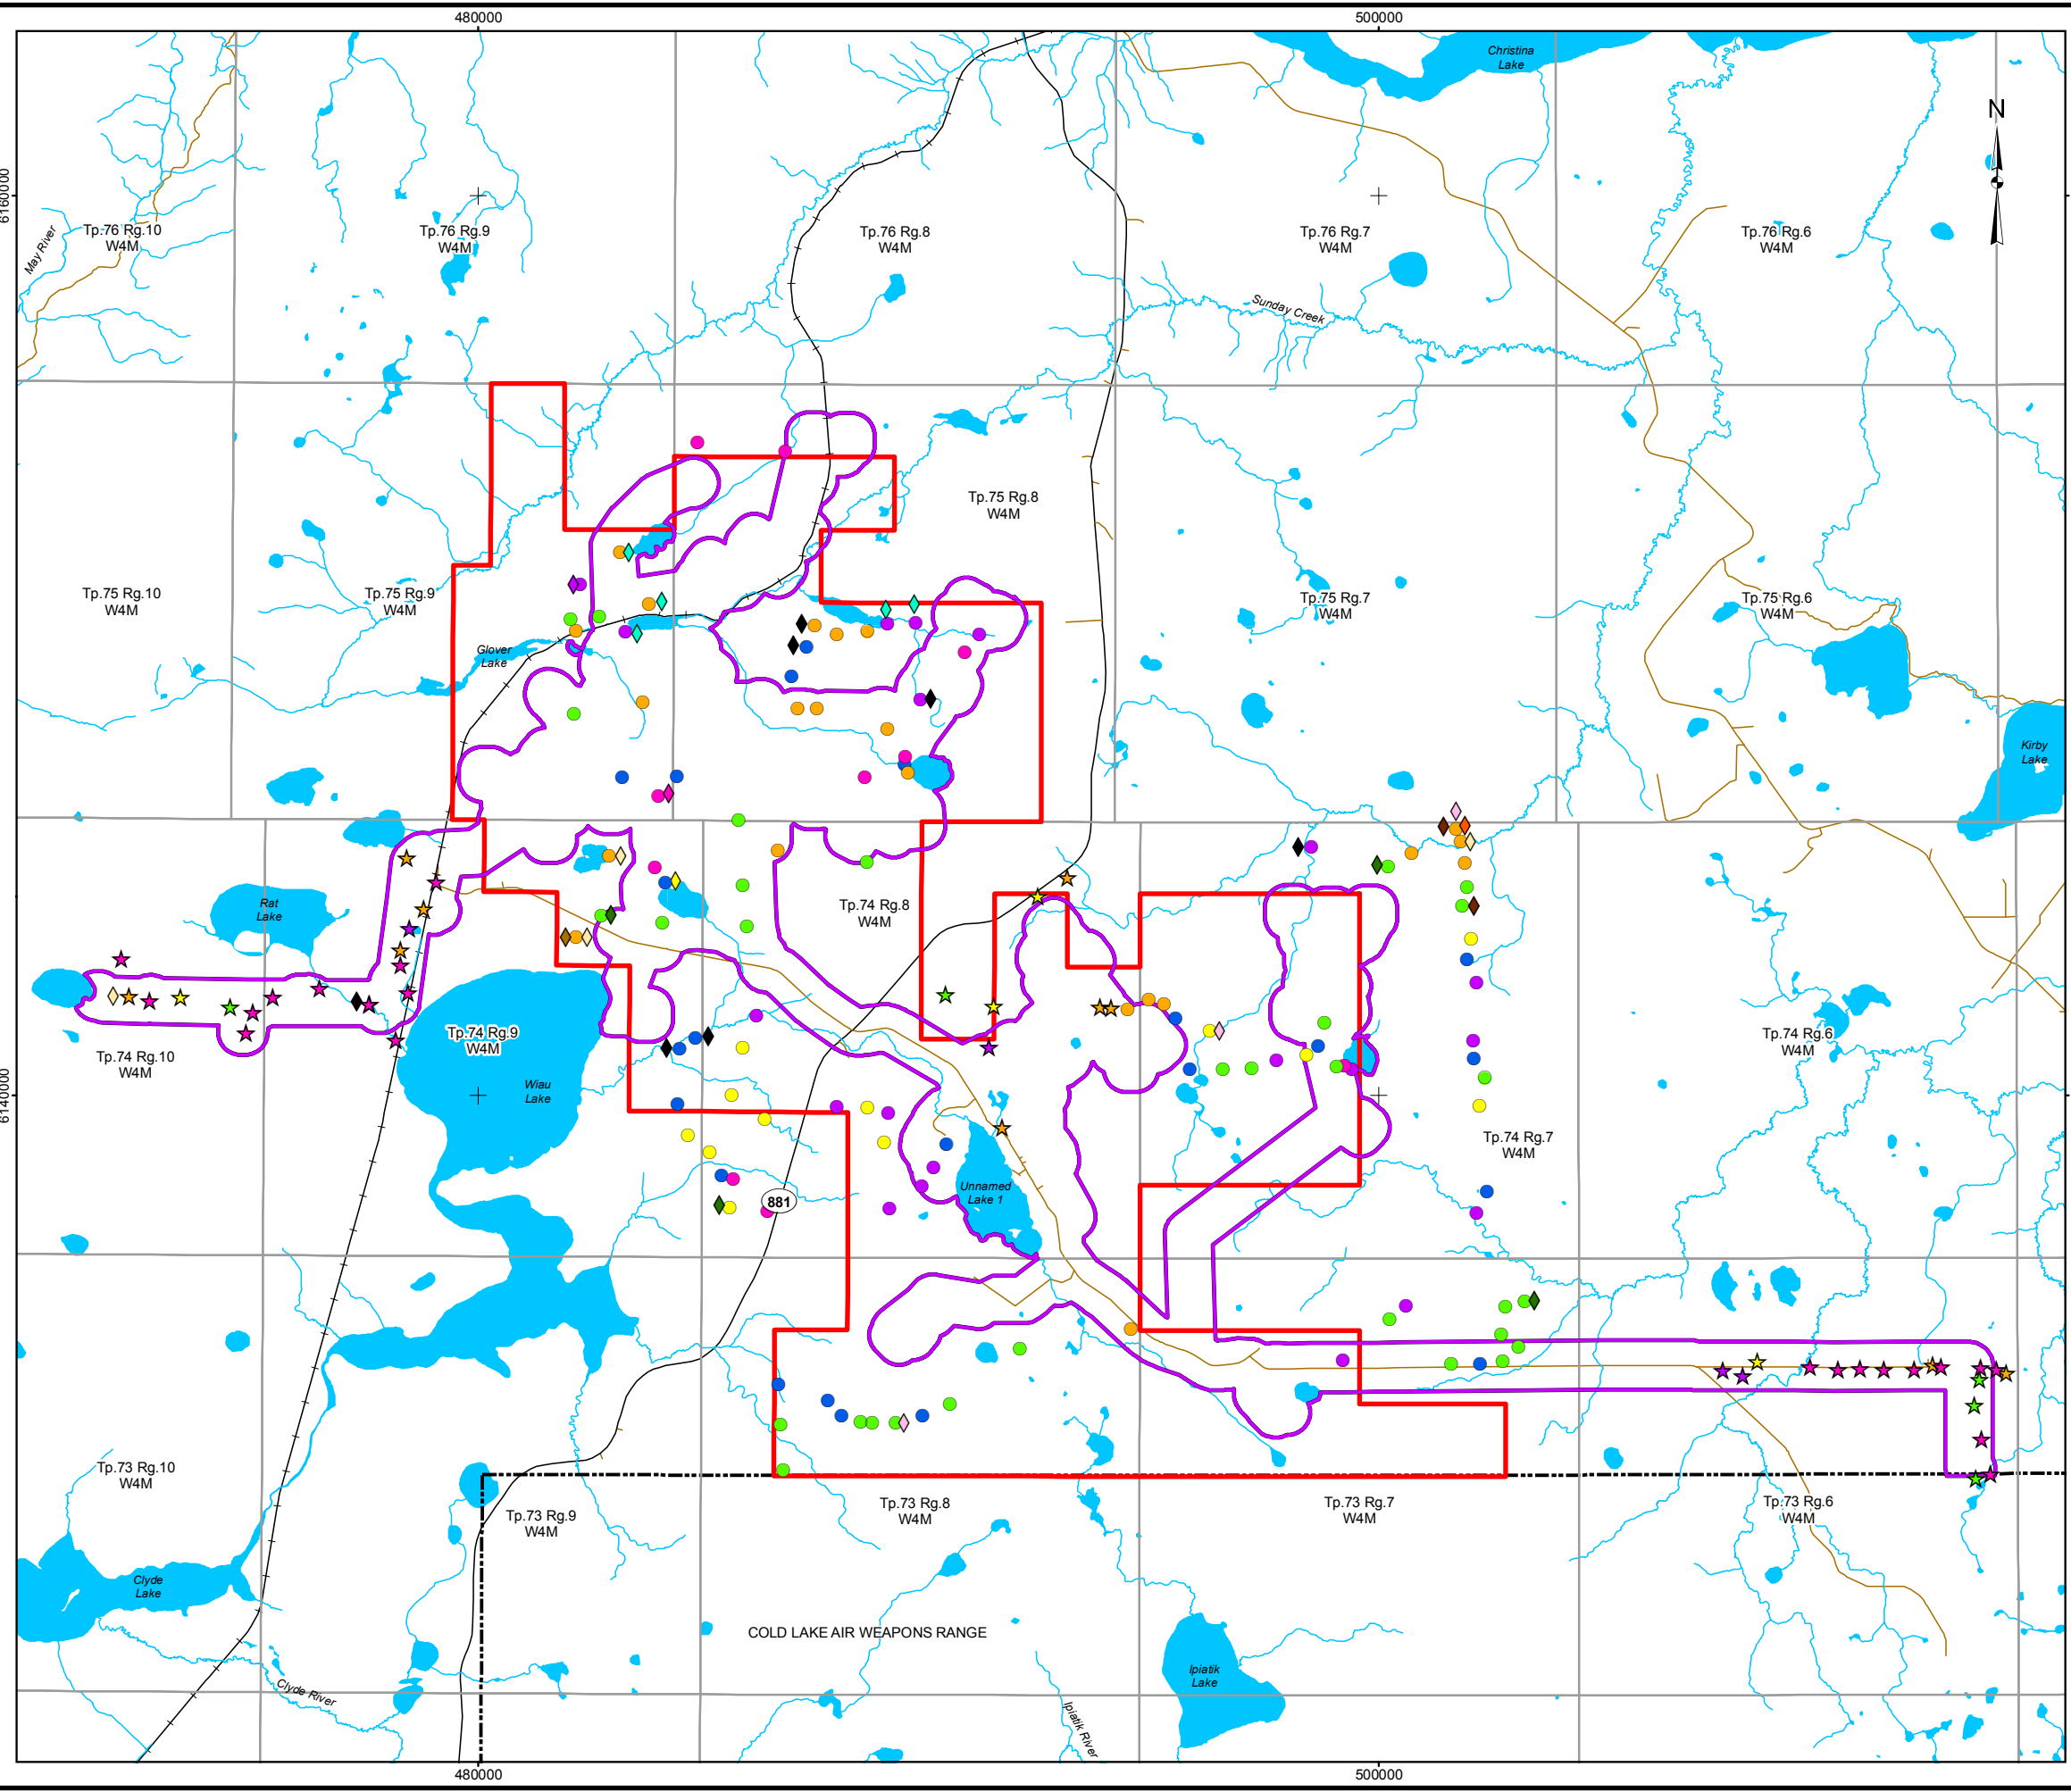 480000
500000
Christina
Lake
N
6160000
May River
Tp.76 Rg.10
W4M
Tp.76 Rg.9
W4M
Tp.76 Rg.8
W4M
Tp.76 Rg.7
W4M
Tp.76 Rg.6
W4M
Sunday Creek
Tp.75 Rg.8
W4M
Tp.75 Rg.10
W4M
Tp.75 Rg.9
W4M
Tp.75 Rg.7
W4M
Tp.75 Rg.6
W4M
Glover
Lake
Kirby
Lake
Rat
Lake
Tp.74 Rg.8
W4M
Tp.74 Rg.9
W4M
Tp.74 Rg.6
W4M
Tp.74 Rg.10
W4M
Wiau
Lake
6140000
Tp.74 Rg.7
W4M
Unnamed
Lake 1
881
Tp.73 Rg.10
W4M
Tp.73 Rg.9
W4M
Tp.73 Rg.8
W4M
Tp.73 Rg.7
W4M
Tp.73 Rg.6
W4M
Clyde
Lake
COLD LAKE AIR WEAPONS RANGE
Ipiatik
Lake
Clyde River
Ipiatik River
480000
500000